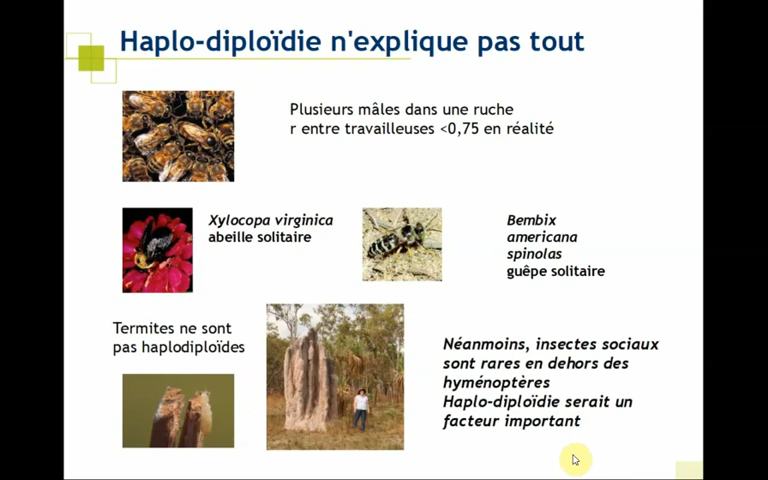 Haplo-diploïdie n'explique pas tout
Plusieurs mâles dans une ruche
r entre travailleuses <0,75 en réalité
Xylocopa virginica
abeille solitaire
Bembix
americana
spinolas
guêpe solitaire
Termites ne sont
pas haplodiploïdes
Néanmoins, insectes sociaux
sont rares en dehors des
hyménoptères
Haplo-diploïdie serait un
facteur important